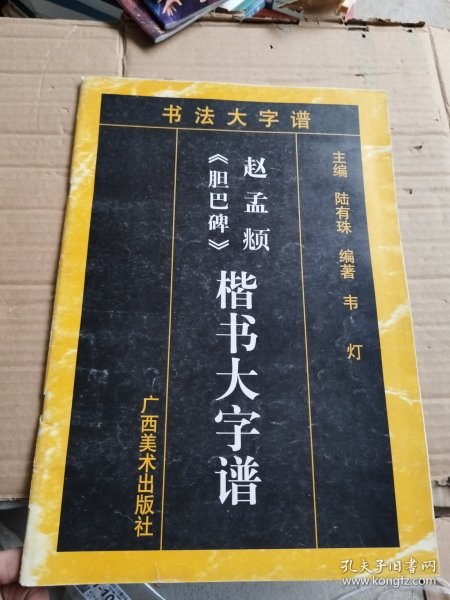 书法大字谱
主编 陆有珠 编著 韦灯
赵孟頫
《胆巴碑》
楷书大字谱
广西美术出版社
孔夫子旧书网
www.kongfz.com